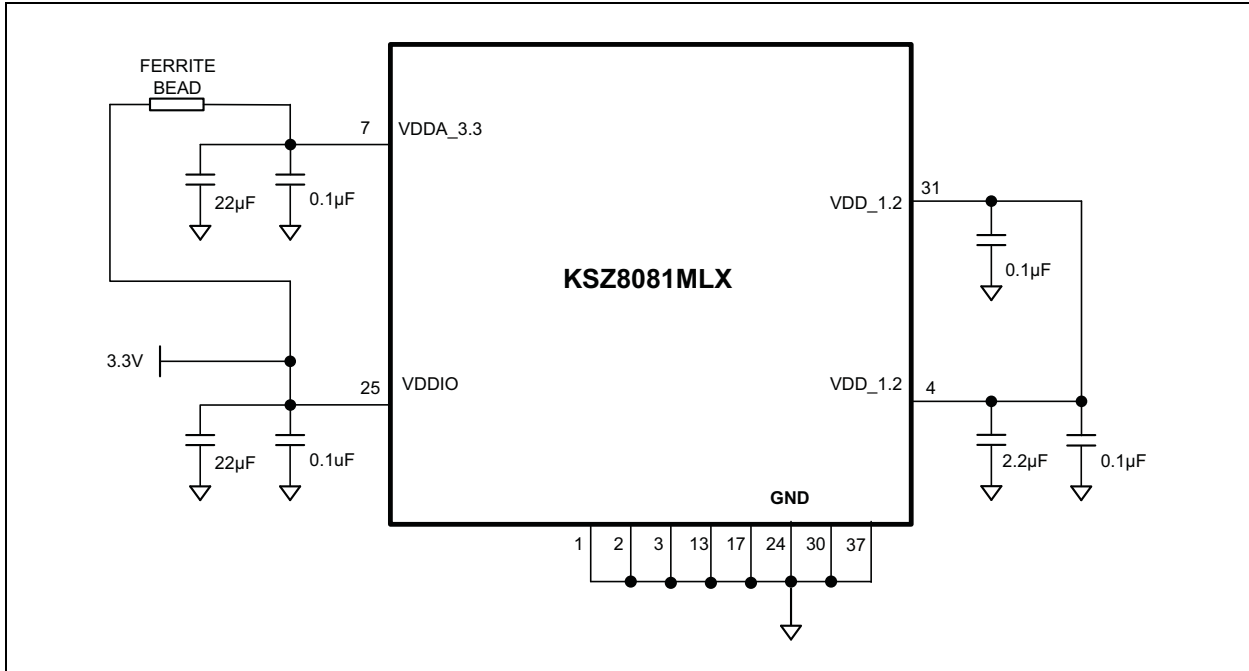 FERRITE
BEAD
7
VDDA_3.3
22µF
0.1µF
31
VDD_1.2
0.1µF
KSZ8081MLX
3.3V
25
VDDIO
VDD_1.2
4
22µF
0.1uF
2.2µF
0.1µF
GND
1
2
3
13
17
24
30
37